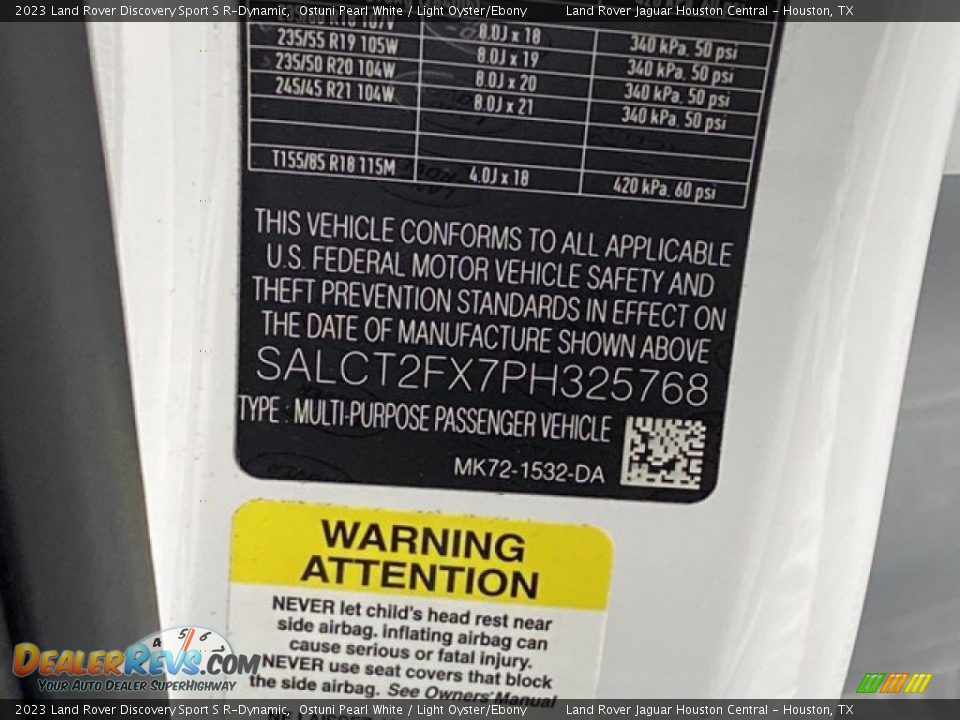 2023 Land Rover Discovery Sport S R-Dynamic,  Ostuni Pearl White / Light Oyster/Ebony    Land Rover Jaguar Houston Central - Houston, TX
R18 107V 8.0J x 18 340 kPa. 50 psi
235/55 R19 105W 8.0J x 19 340 kPa. 50 psi
235/50 R20 104W 8.0J x 20 340 kPa. 50 psi
245/45 R21 104W 8.0J x 21 340 kPa. 50 psi
T155/85 R18 115M 4.0J x 18 420 kPa. 60 psi
THIS VEHICLE CONFORMS TO ALL APPLICABLE
U.S. FEDERAL MOTOR VEHICLE SAFETY AND
THEFT PREVENTION STANDARDS IN EFFECT ON
THE DATE OF MANUFACTURE SHOWN ABOVE
SALCT2FX7PH325768
TYPE : MULTI-PURPOSE PASSENGER VEHICLE
MK72-1532-DA
WARNING
ATTENTION
NEVER let child's head rest near
side airbag. inflating airbag can
cause serious or fatal injury.
NEVER use seat covers that block
the side airbag. See Owners' Manual
4 5 6
DEALERREVS.COM
YOUR AUTO DEALER SUPERHIGHWAY
2023 Land Rover Discovery Sport S R-Dynamic,  Ostuni Pearl White / Light Oyster/Ebony    Land Rover Jaguar Houston Central - Houston, TX